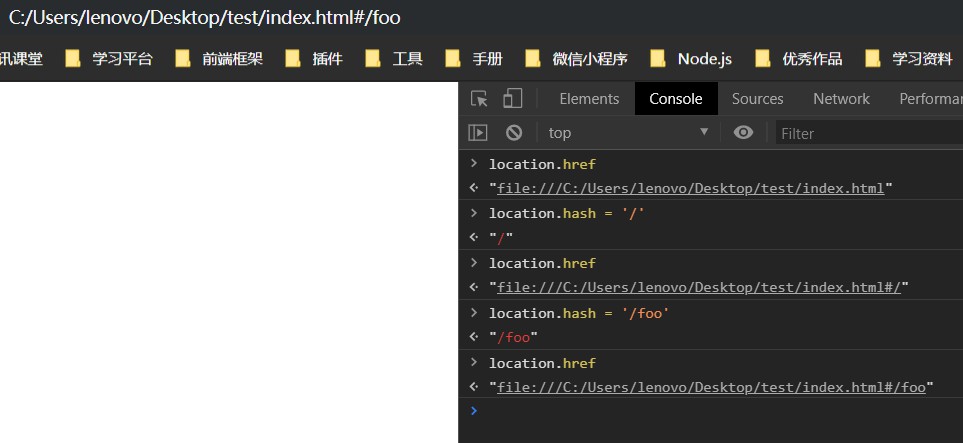 C:/Users/lenovo/Desktop/test/index.html#/foo
讯课堂 学习平台 前端框架 插件 工具 手册 微信小程序 Node.js 优秀作品 学习资料
Elements Console Sources Network Performa
top Filter
> location.href
"file:///C:/Users/lenovo/Desktop/test/index.html"
> location.hash = '/'
"/"
> location.href
"file:///C:/Users/lenovo/Desktop/test/index.html#/"
> location.hash = '/foo'
"/foo"
> location.href
"file:///C:/Users/lenovo/Desktop/test/index.html#/foo"
>